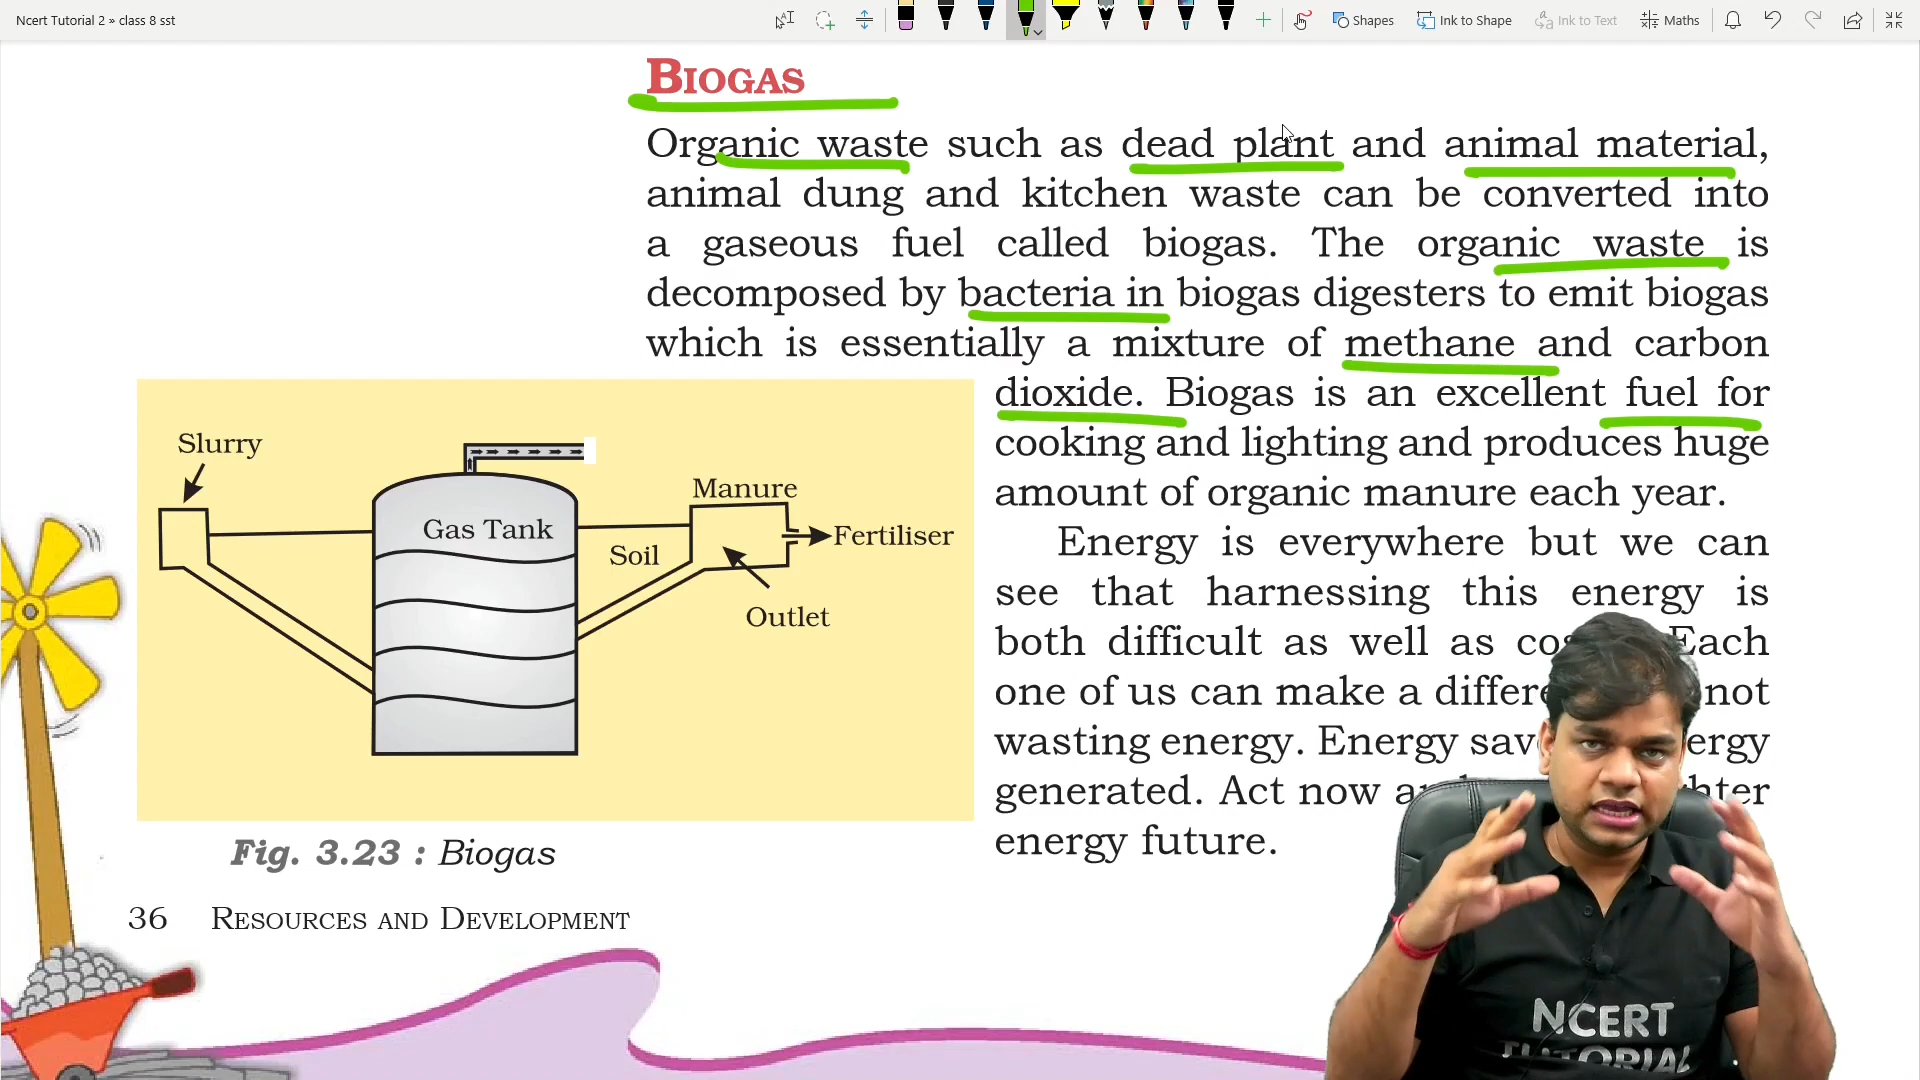 Ncert Tutorial 2 » class 8 sst
Shapes
Ink to Shape
Ink to Text
Maths
BIOGAS
Organic waste such as dead plant and animal material,
animal dung and kitchen waste can be converted into
a gaseous fuel called biogas. The organic waste is
decomposed by bacteria in biogas digesters to emit biogas
which is essentially a mixture of methane and carbon
dioxide. Biogas is an excellent fuel for
cooking and lighting and produces huge
amount of organic manure each year.
Energy is everywhere but we can
see that harnessing this energy is
both difficult as well as Each
one of us can make a not
wasting energy. Energy
generated. Act now
energy future.
Slurry
Gas Tank
Manure
Soil
Fertiliser
Outlet
Fig. 3.23 : Biogas
36 RESOURCES AND DEVELOPMENT
NCERT
TUTORIAL